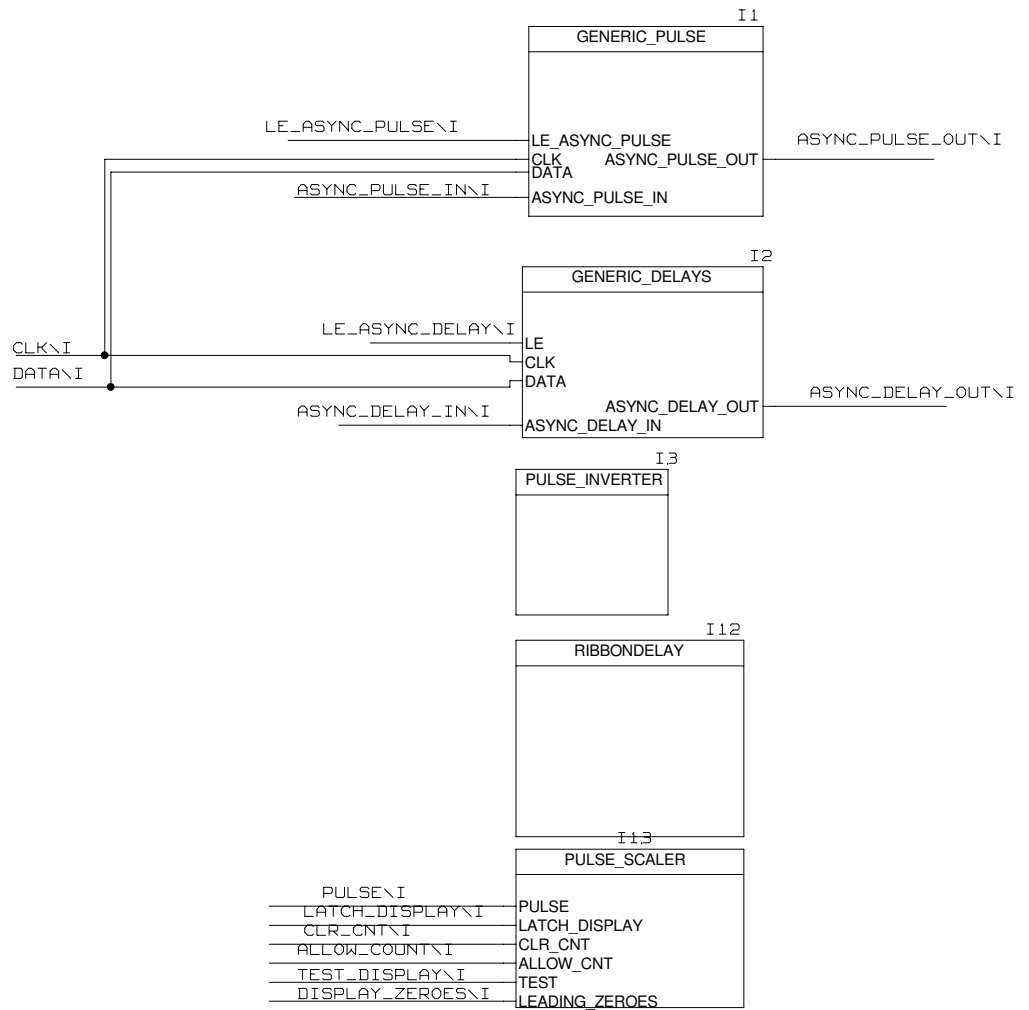 I1
GENERIC_PULSE
LE_ASYNC_PULSE\I
LE_ASYNC_PULSE
ASYNC_PULSE_OUT\I
CLK
ASYNC_PULSE_OUT
DATA
ASYNC_PULSE_IN\I
ASYNC_PULSE_IN
I2
GENERIC_DELAYS
LE_ASYNC_DELAY\I
LE
CLK\I
CLK
DATA\I
DATA
ASYNC_DELAY_OUT\I
ASYNC_DELAY_IN\I
ASYNC_DELAY_OUT
ASYNC_DELAY_IN
I3
PULSE_INVERTER
I12
RIBBONDELAY
I13
PULSE_SCALER
PULSE\I
PULSE
LATCH_DISPLAY\I
LATCH_DISPLAY
CLR_CNT\I
CLR_CNT
ALLOW_COUNT\I
ALLOW_CNT
TEST_DISPLAY\I
TEST
DISPLAY_ZEROES\I
LEADING_ZEROES